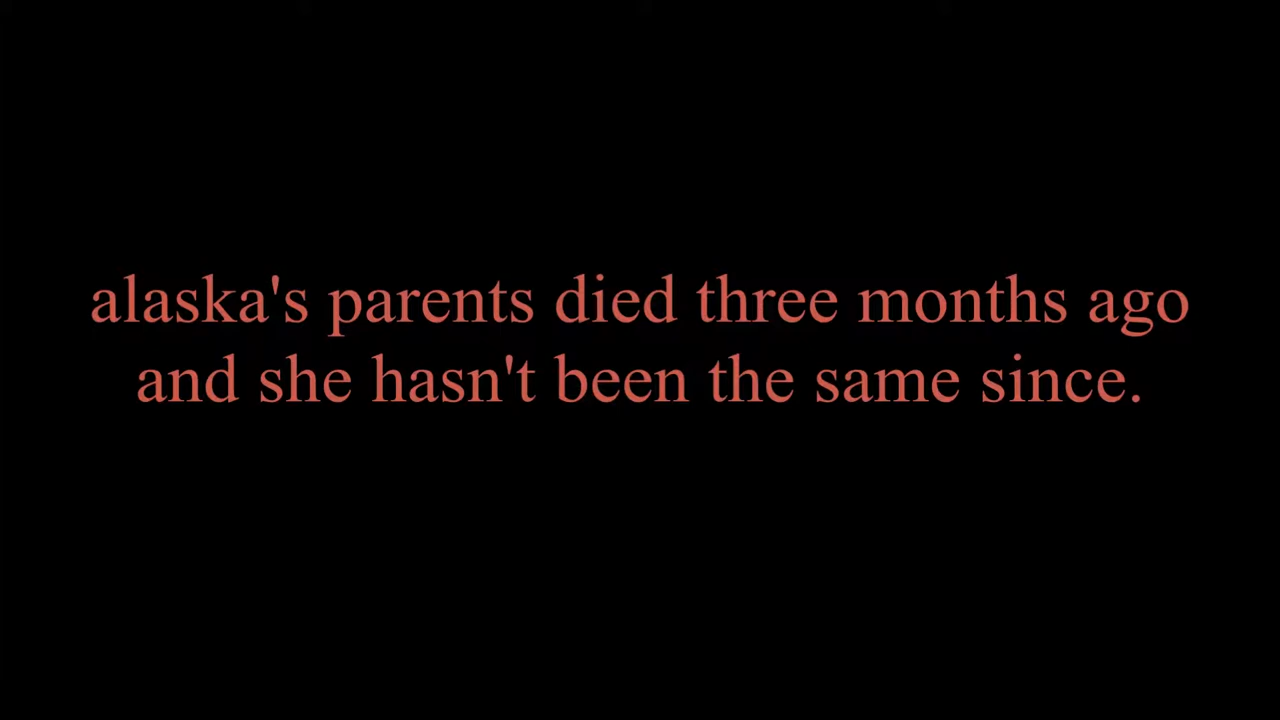 alaska's parents died three months ago
and she hasn't been the same since.